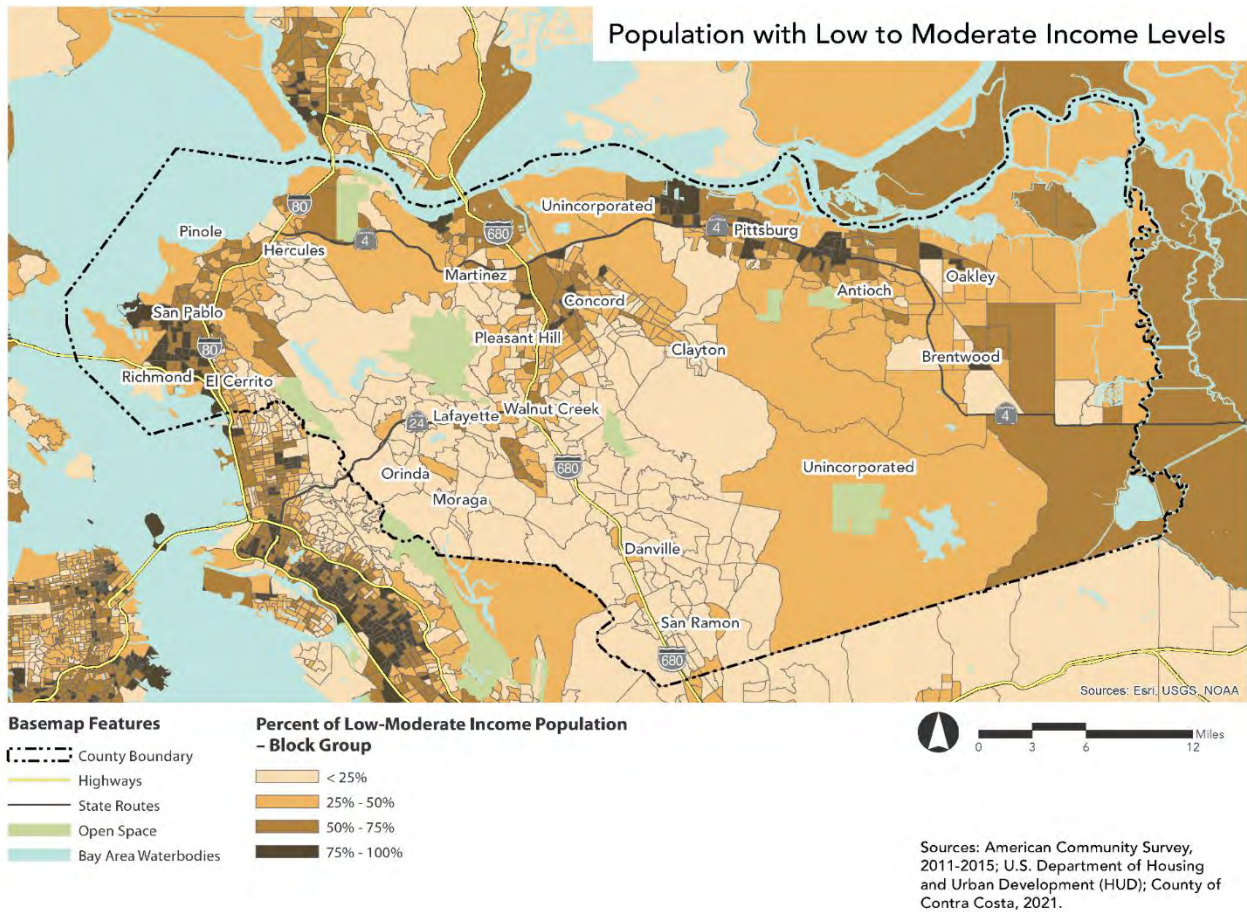 Population with Low to Moderate Income Levels
80
Pinole
Hercules
4
680
Unincorporated
4
Pittsburg
Martinez
Oakley
Antioch
Concord
San Pablo
80
Pleasant Hill
Clayton
Brentwood
Richmond
El Cerrito
Lafayette
Walnut Creek
24
4
Orinda
680
Unincorporated
Moraga
Danville
San Ramon
680
Sources: Esri, USGS, NOAA
Basemap Features
County Boundary
Highways
State Routes
Open Space
Bay Area Waterbodies
Percent of Low-Moderate Income Population
– Block Group
< 25%
25% - 50%
50% - 75%
75% - 100%
Miles
0 3 6 12
Sources: American Community Survey,
2011-2015; U.S. Department of Housing
and Urban Development (HUD); County of
Contra Costa, 2021.